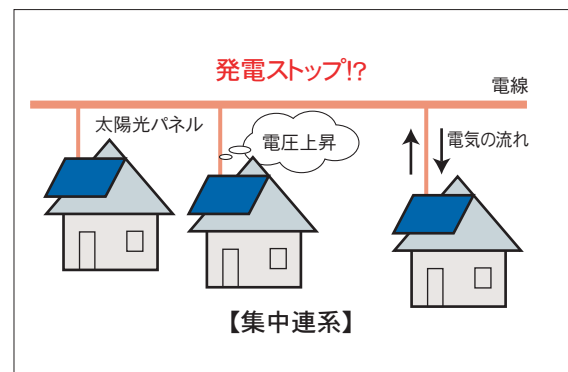 発電ストップ!?
電線
太陽光パネル
電圧上昇
電気の流れ
【集中連系】